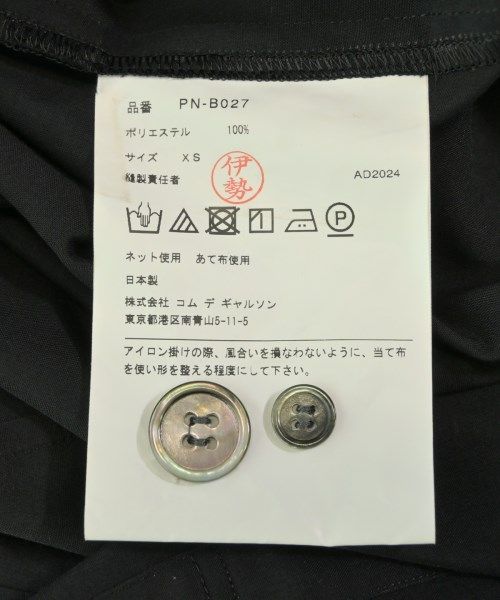 品番 PN-B027
ポリエステル 100%
サイズ XS
縫製責任者 伊勢 AD2024
ネット使用 あて布使用
日本製
株式会社 コム デ ギャルソン
東京都港区南青山5-11-5
アイロン掛けの際、風合いを損なわないように、当て布
を使い形を整える程度にして下さい。